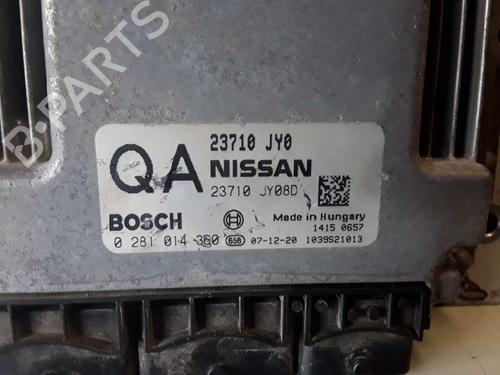 B-PARTS
23710 JY0
QA NISSAN
23710 JY08D
BOSCH
Made in Hungary
1415 0657
0 281 014 360 658 07-12-20 1039S21013